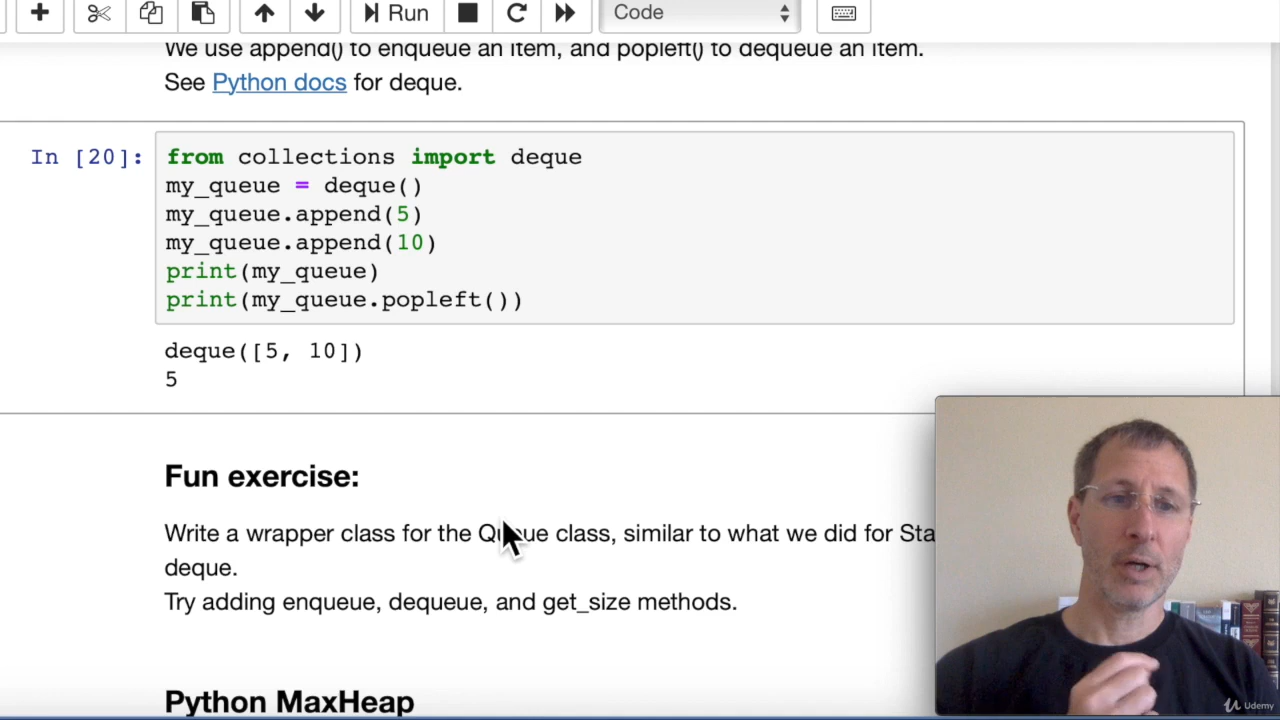 Run
Code
We use append() to enqueue an item, and popleft() to dequeue an item.
See Python docs for deque.
In [20]:
from collections import deque
my_queue = deque()
my_queue.append(5)
my_queue.append(10)
print(my_queue)
print(my_queue.popleft())
deque([5, 10])
5
Fun exercise:
Write a wrapper class for the Queue class, similar to what we did for Sta
deque.
Try adding enqueue, dequeue, and get_size methods.
Python MaxHeap
Udemy